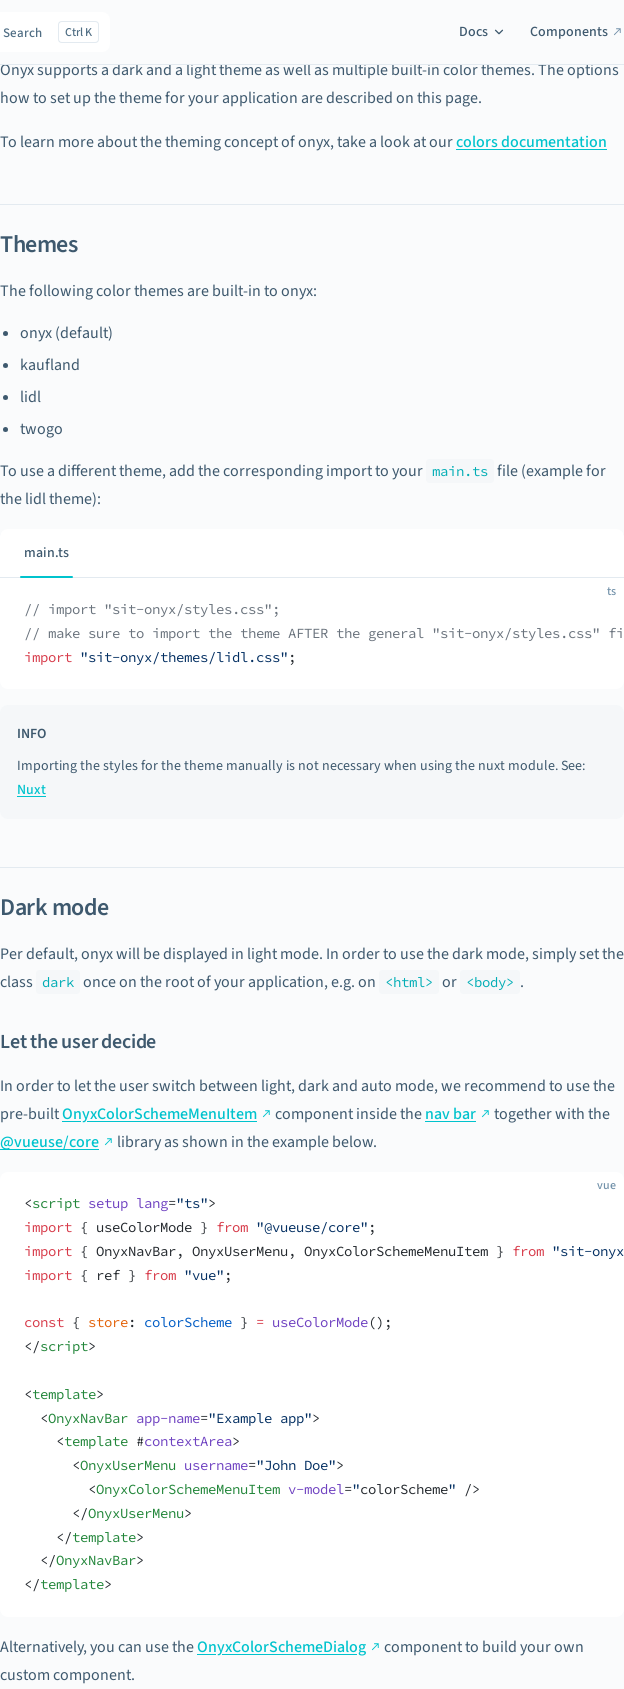 Search Ctrl K Docs Components
Onyx supports a dark and a light theme as well as multiple built-in color themes. The options
how to set up the theme for your application are described on this page.
To learn more about the theming concept of onyx, take a look at our colors documentation
Themes
The following color themes are built-in to onyx:
onyx (default)
kaufland
lidl
twogo
To use a different theme, add the corresponding import to your main.ts file (example for
the lidl theme):
main.ts
ts
// import "sit-onyx/styles.css";
// make sure to import the theme AFTER the general "sit-onyx/styles.css" fi
import "sit-onyx/themes/lidl.css";
INFO
Importing the styles for the theme manually is not necessary when using the nuxt module. See:
Nuxt
Dark mode
Per default, onyx will be displayed in light mode. In order to use the dark mode, simply set the
class dark once on the root of your application, e.g. on <html> or <body> .
Let the user decide
In order to let the user switch between light, dark and auto mode, we recommend to use the
pre-built OnyxColorSchemeMenuItem component inside the nav bar together with the
@vueuse/core library as shown in the example below.
vue
<script setup lang="ts">
import { useColorMode } from "@vueuse/core";
import { OnyxNavBar, OnyxUserMenu, OnyxColorSchemeMenuItem } from "sit-onyx
import { ref } from "vue";
const { store: colorScheme } = useColorMode();
</script>
<template>
<OnyxNavBar app-name="Example app">
<template #contextArea>
<OnyxUserMenu username="John Doe">
<OnyxColorSchemeMenuItem v-model="colorScheme" />
</OnyxUserMenu>
</template>
</OnyxNavBar>
</template>
Alternatively, you can use the OnyxColorSchemeDialog component to build your own
custom component.